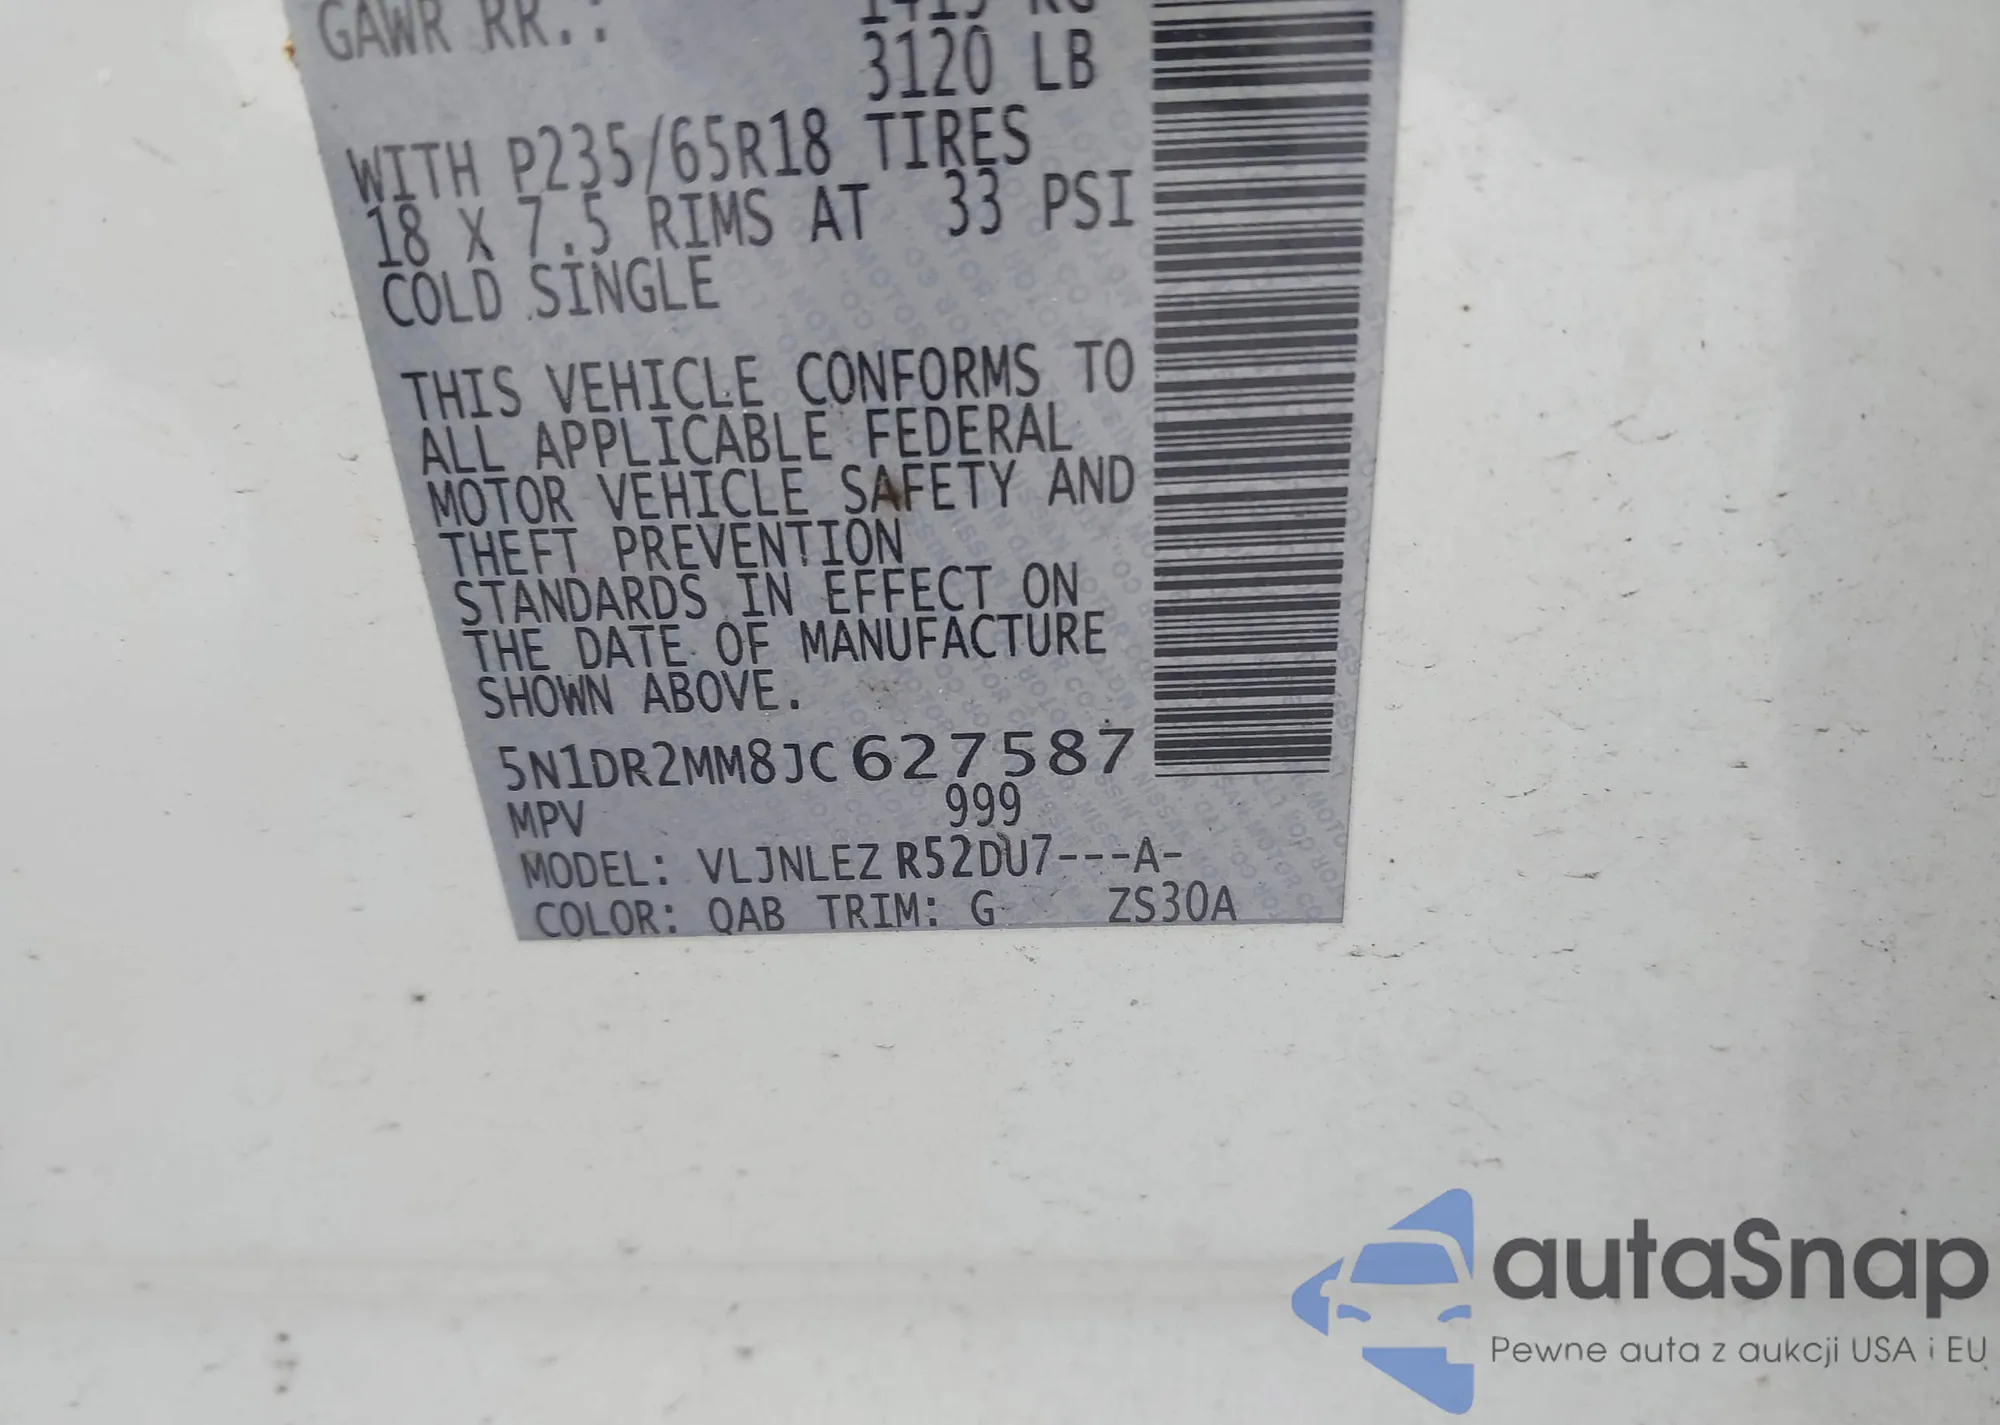 GAWR RR.:
1415 KG
3120 LB
WITH P235/65R18 TIRES
18 X 7.5 RIMS AT 33 PSI
COLD SINGLE
THIS VEHICLE CONFORMS TO
ALL APPLICABLE FEDERAL
MOTOR VEHICLE SAFETY AND
THEFT PREVENTION
STANDARDS IN EFFECT ON
THE DATE OF MANUFACTURE
SHOWN ABOVE.
5N1DR2MM8JC627587
MPV 999
MODEL: VLJNLEZ R52DU7---A-
COLOR: QAB TRIM: G ZS30A
autaSnap
Pewne auta z aukcji USA i EU